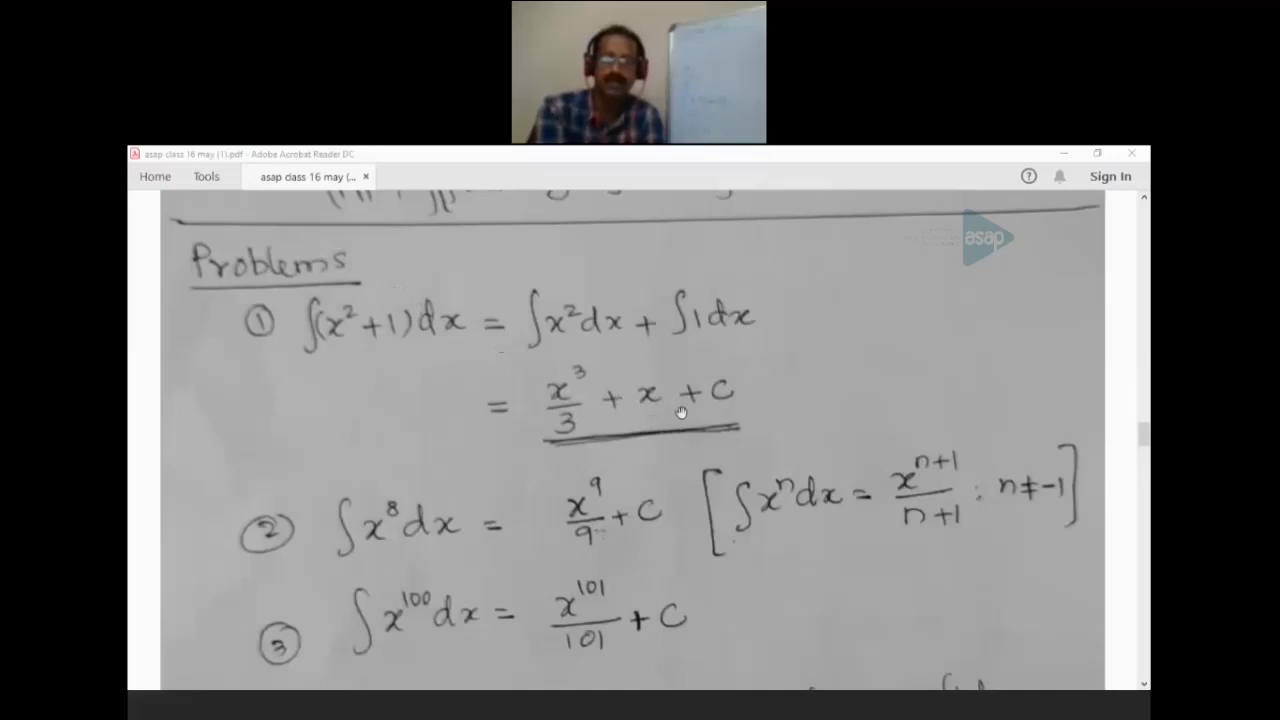 asap class 16 may (1).pdf - Adobe Acrobat Reader DC
Home Tools asap class 16 may (... × Sign In
asap
Problems
① ∫(x²+1)dx = ∫x²dx + ∫1dx
= x³/3 + x + C
② ∫x⁸dx = x⁹/9 + C [∫xⁿdx = xⁿ⁺¹/n+1 : n≠-1]
③ ∫x¹⁰⁰dx = x¹⁰¹/101 + C